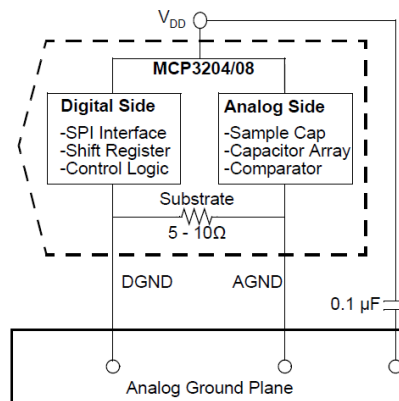 VDD
MCP3204/08
Digital Side
-SPI Interface
-Shift Register
-Control Logic
Analog Side
-Sample Cap
-Capacitor Array
-Comparator
Substrate
5 - 10Ω
DGND
AGND
0.1 µF
Analog Ground Plane